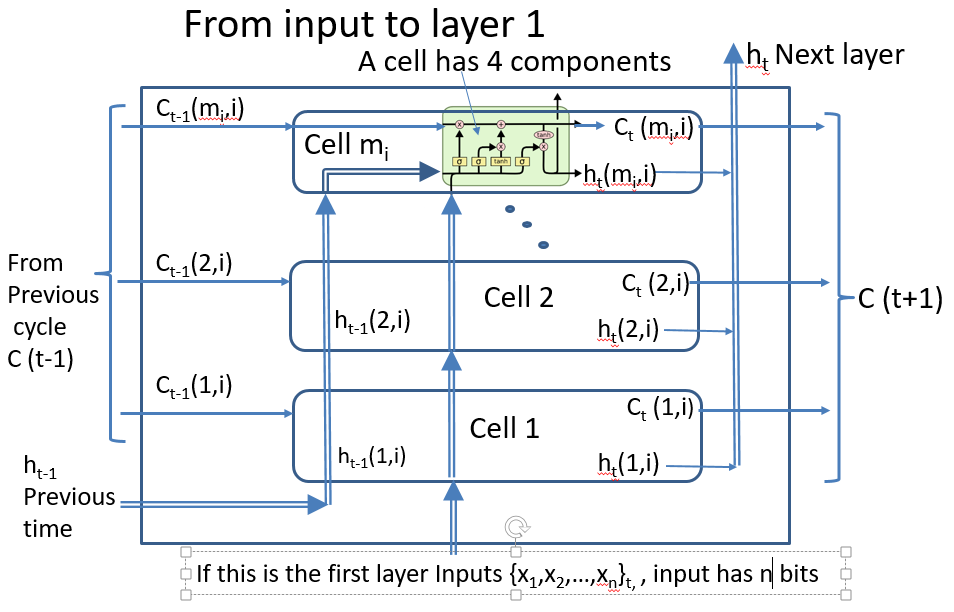 From input to layer 1
A cell has 4 components
hₜ Next layer
Cₜ₋₁(mᵢ,i)
Cell mᵢ
x
+
tanh
x
x
σ
σ
tanh
σ
Cₜ (mᵢ,i)
hₜ(mᵢ,i)
From
Previous
cycle
C (t-1)
Cₜ₋₁(2,i)
Cell 2
Cₜ (2,i)
hₜ₋₁(2,i)
hₜ(2,i)
C (t+1)
Cₜ₋₁(1,i)
Cell 1
Cₜ (1,i)
hₜ₋₁(1,i)
hₜ(1,i)
hₜ₋₁
Previous
time
If this is the first layer Inputs {x₁,x₂,...,xₙ}ₜ, , input has n bits